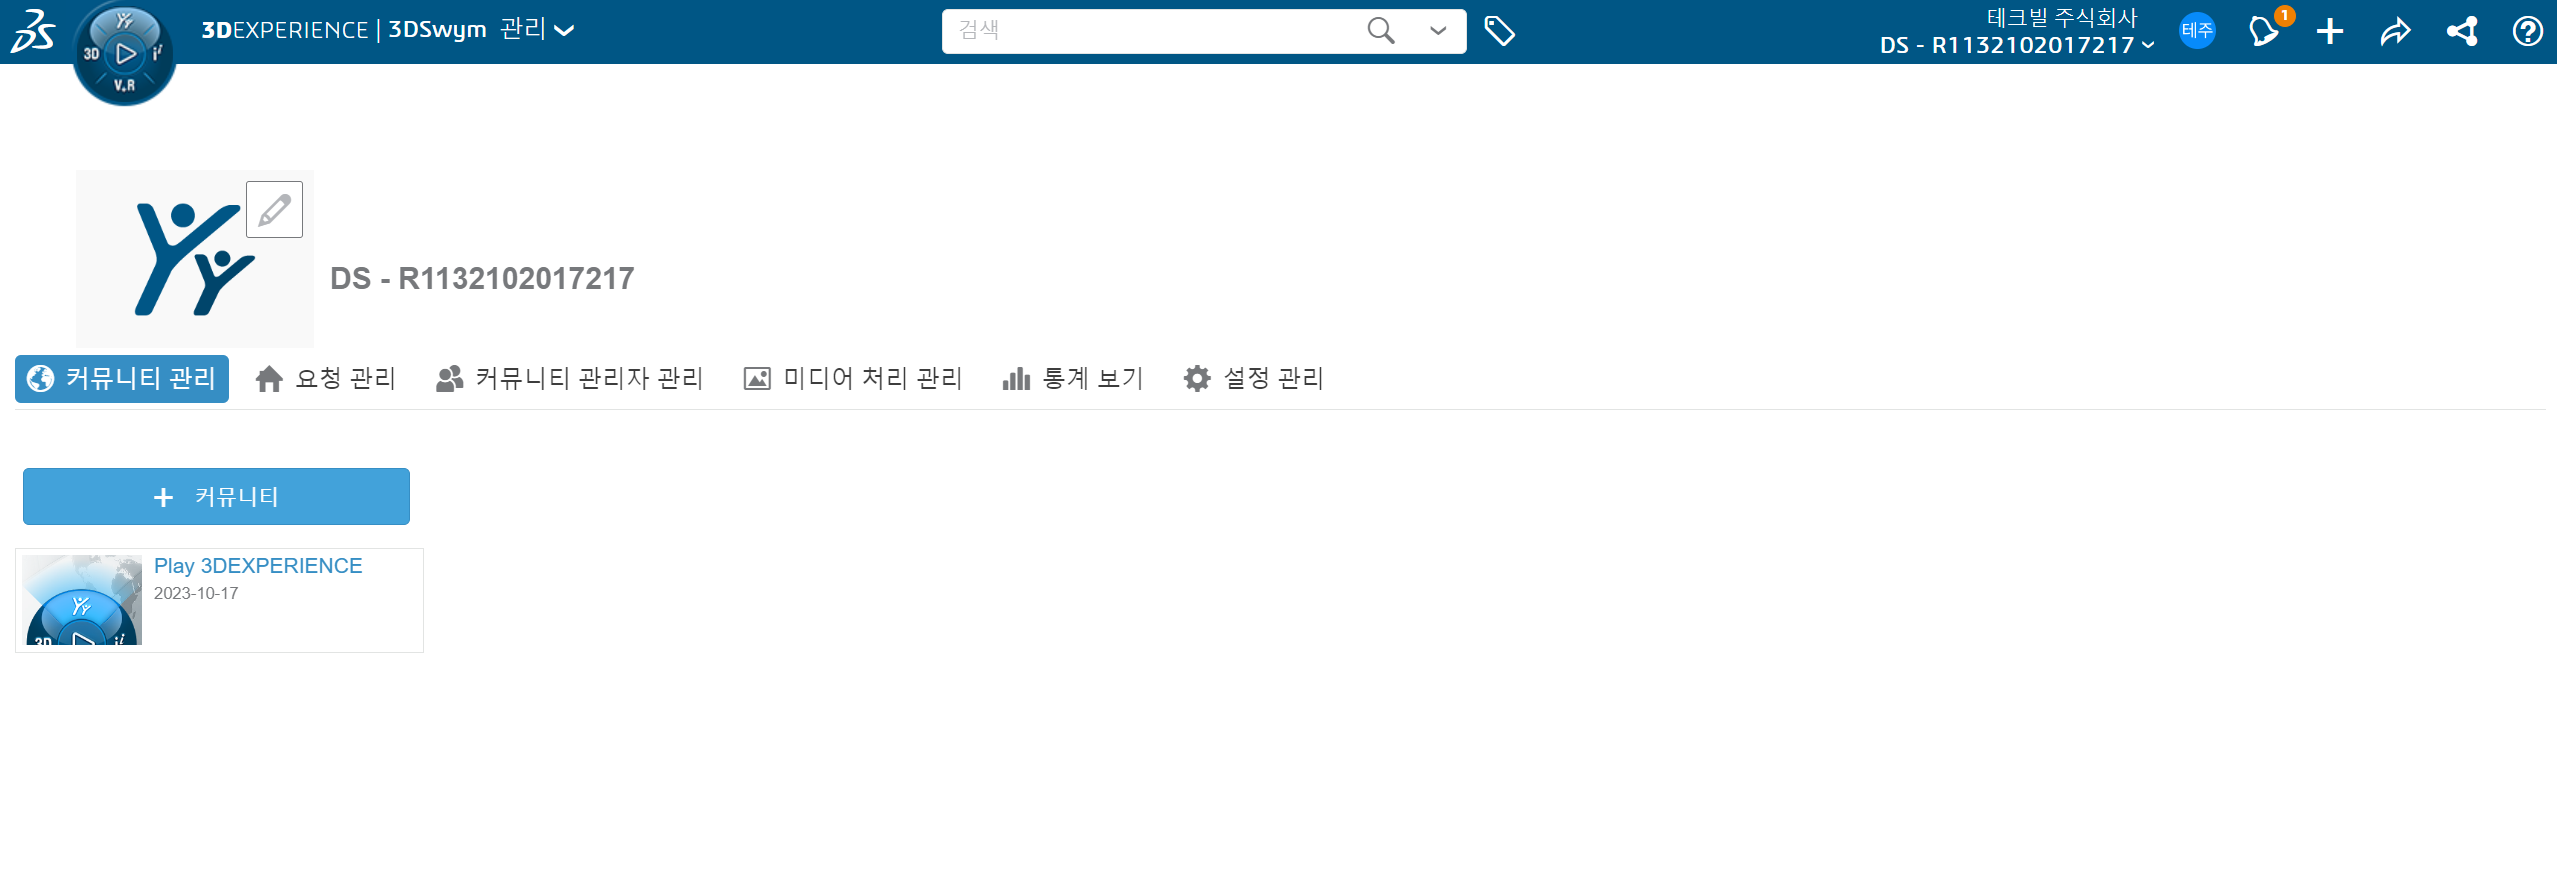 3DEXPERIENCE | 3DSwym 관리
3D
V.R
검색
테크빌 주식회사
DS - R1132102017217
테주
1
DS - R1132102017217
커뮤니티 관리
요청 관리
커뮤니티 관리자 관리
미디어 처리 관리
통계 보기
설정 관리
+ 커뮤니티
Play 3DEXPERIENCE
2023-10-17
3D